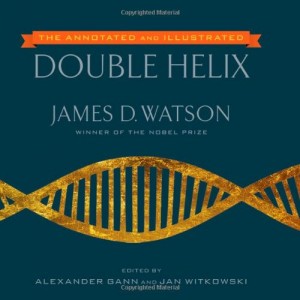 THE ANNOTATED AND ILLUSTRATED
DOUBLE HELIX
JAMES D. WATSON
WINNER OF THE NOBEL PRIZE
EDITED BY
ALEXANDER GANN AND JAN WITKOWSKI